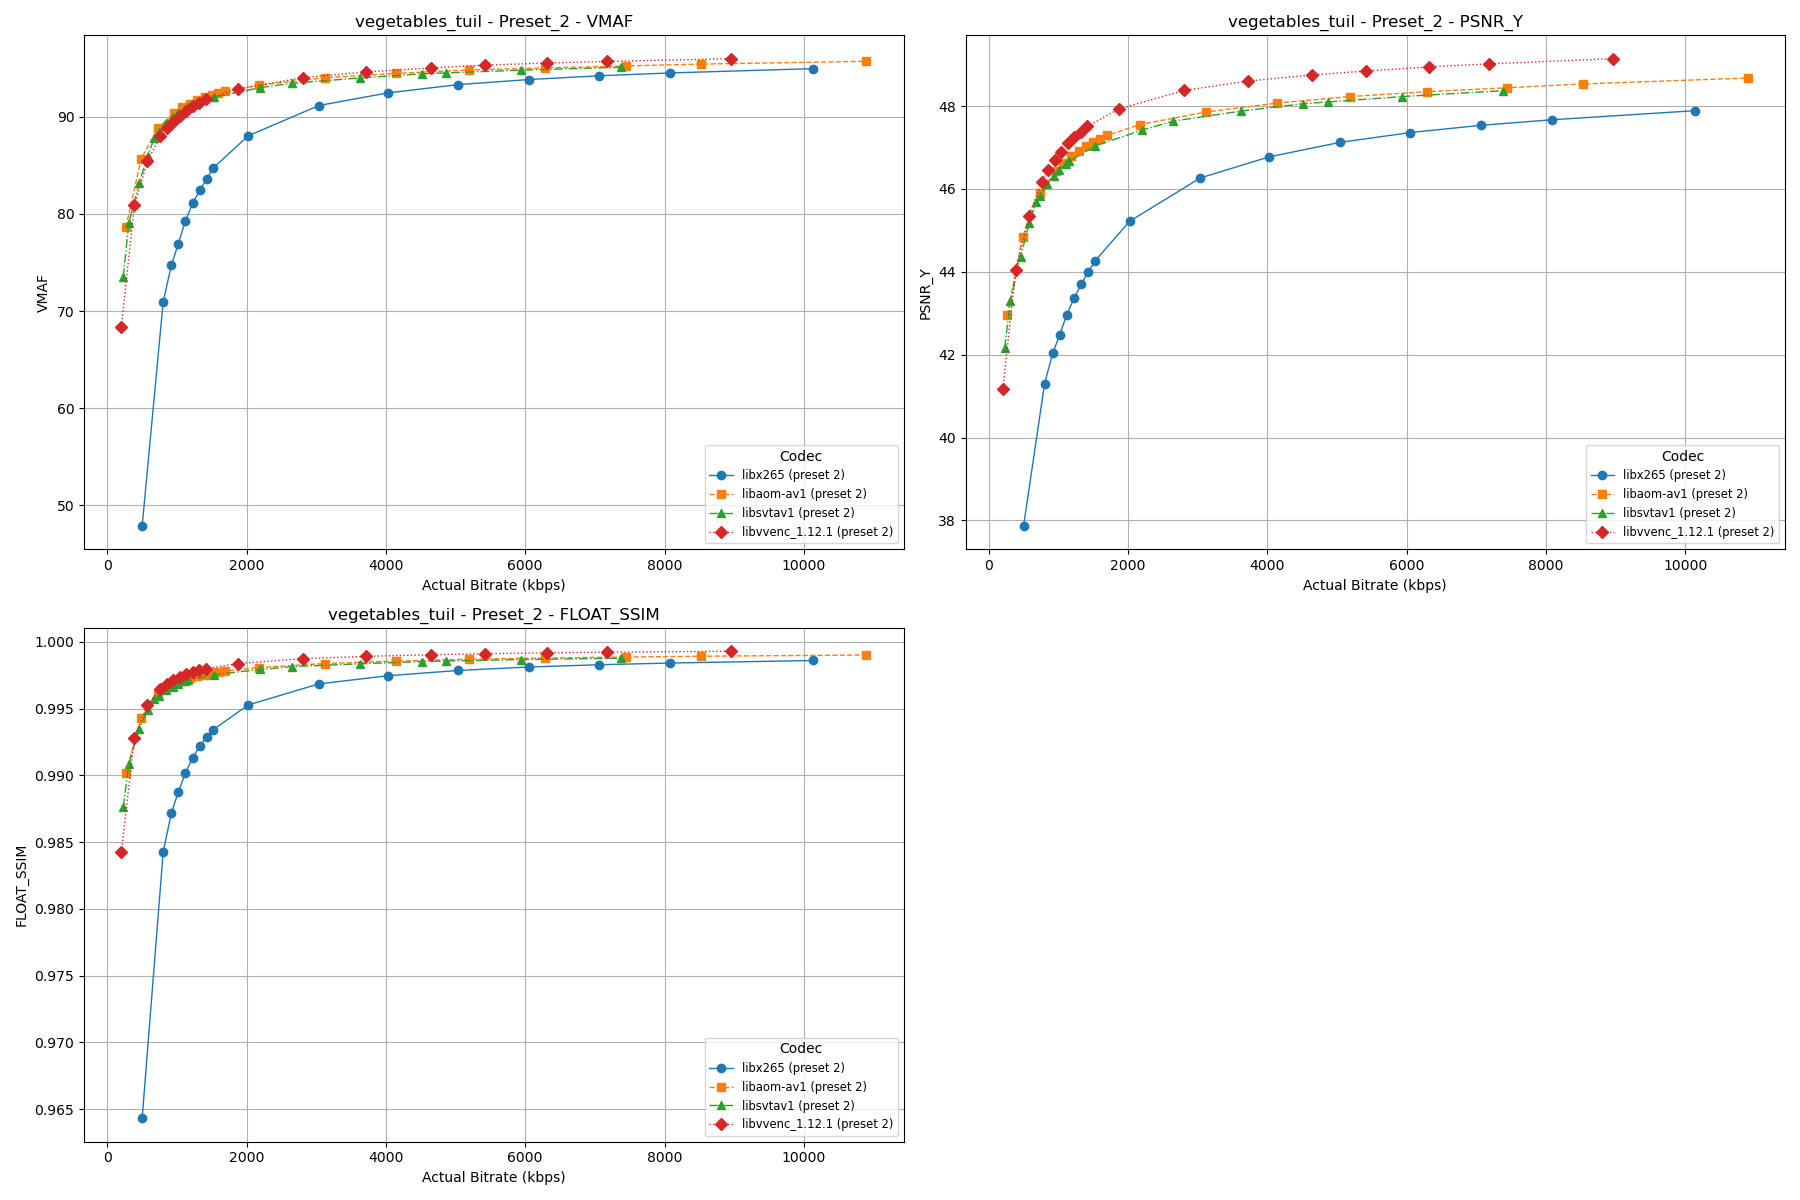 vegetables_tuil - Preset_2 - VMAF
VMAF
90
80
70
60
50
0 2000 4000 6000 8000 10000
Actual Bitrate (kbps)
Codec
libx265 (preset 2)
libaom-av1 (preset 2)
libsvtav1 (preset 2)
libvvenc_1.12.1 (preset 2)
vegetables_tuil - Preset_2 - PSNR_Y
PSNR_Y
48
46
44
42
40
38
0 2000 4000 6000 8000 10000
Actual Bitrate (kbps)
Codec
libx265 (preset 2)
libaom-av1 (preset 2)
libsvtav1 (preset 2)
libvvenc_1.12.1 (preset 2)
vegetables_tuil - Preset_2 - FLOAT_SSIM
FLOAT_SSIM
1.000
0.995
0.990
0.985
0.980
0.975
0.970
0.965
0 2000 4000 6000 8000 10000
Actual Bitrate (kbps)
Codec
libx265 (preset 2)
libaom-av1 (preset 2)
libsvtav1 (preset 2)
libvvenc_1.12.1 (preset 2)